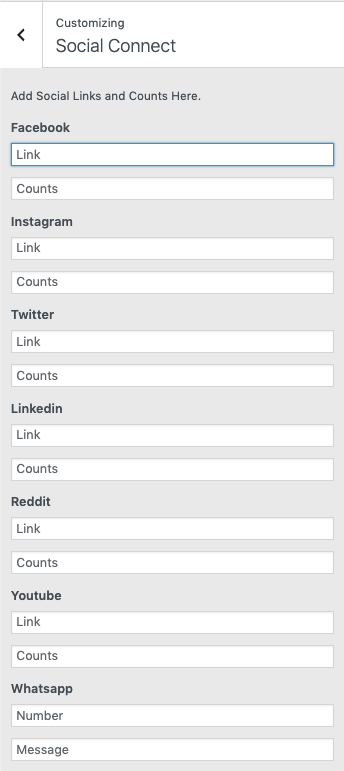 Customizing
Social Connect
Add Social Links and Counts Here.
Facebook
Link
Counts
Instagram
Link
Counts
Twitter
Link
Counts
Linkedin
Link
Counts
Reddit
Link
Counts
Youtube
Link
Counts
Whatsapp
Number
Message